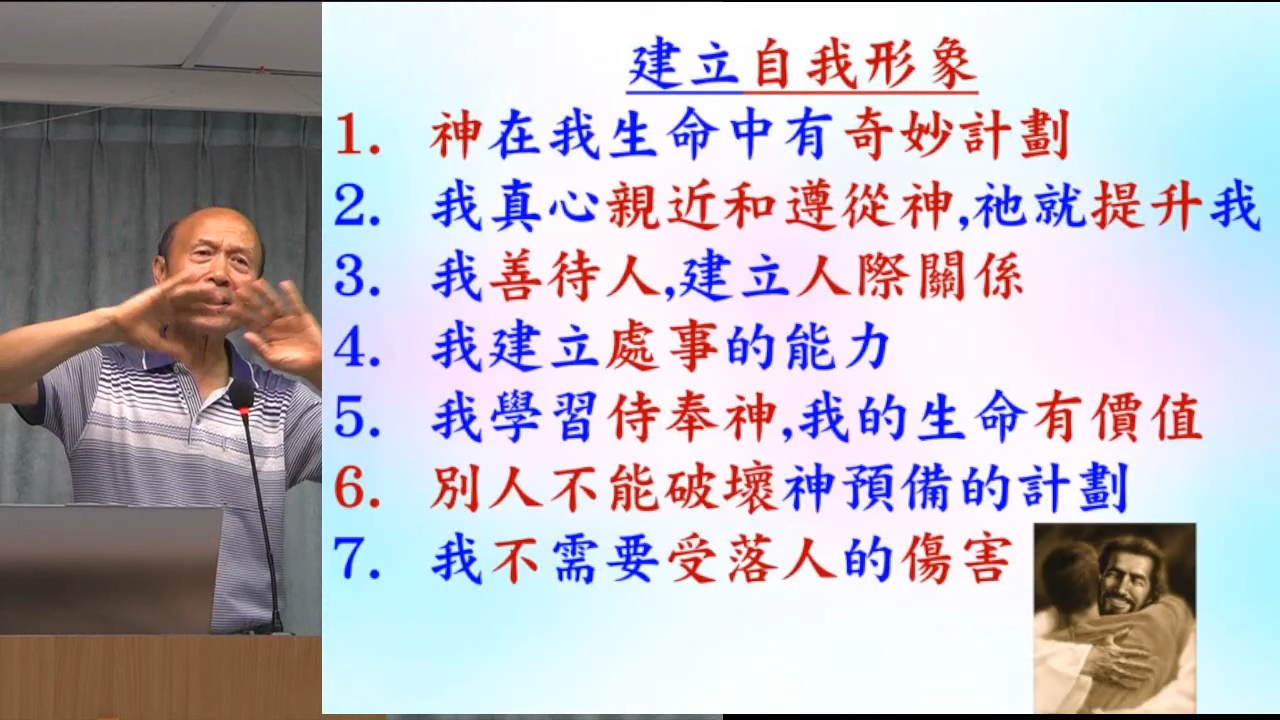 建立自我形象
1. 神在我生命中有奇妙計劃
2. 我真心親近和遵從神,祂就提升我
3. 我善待人,建立人際關係
4. 我建立處事的能力
5. 我學習侍奉神,我的生命有價值
6. 別人不能破壞神預備的計劃
7. 我不需要受落人的傷害